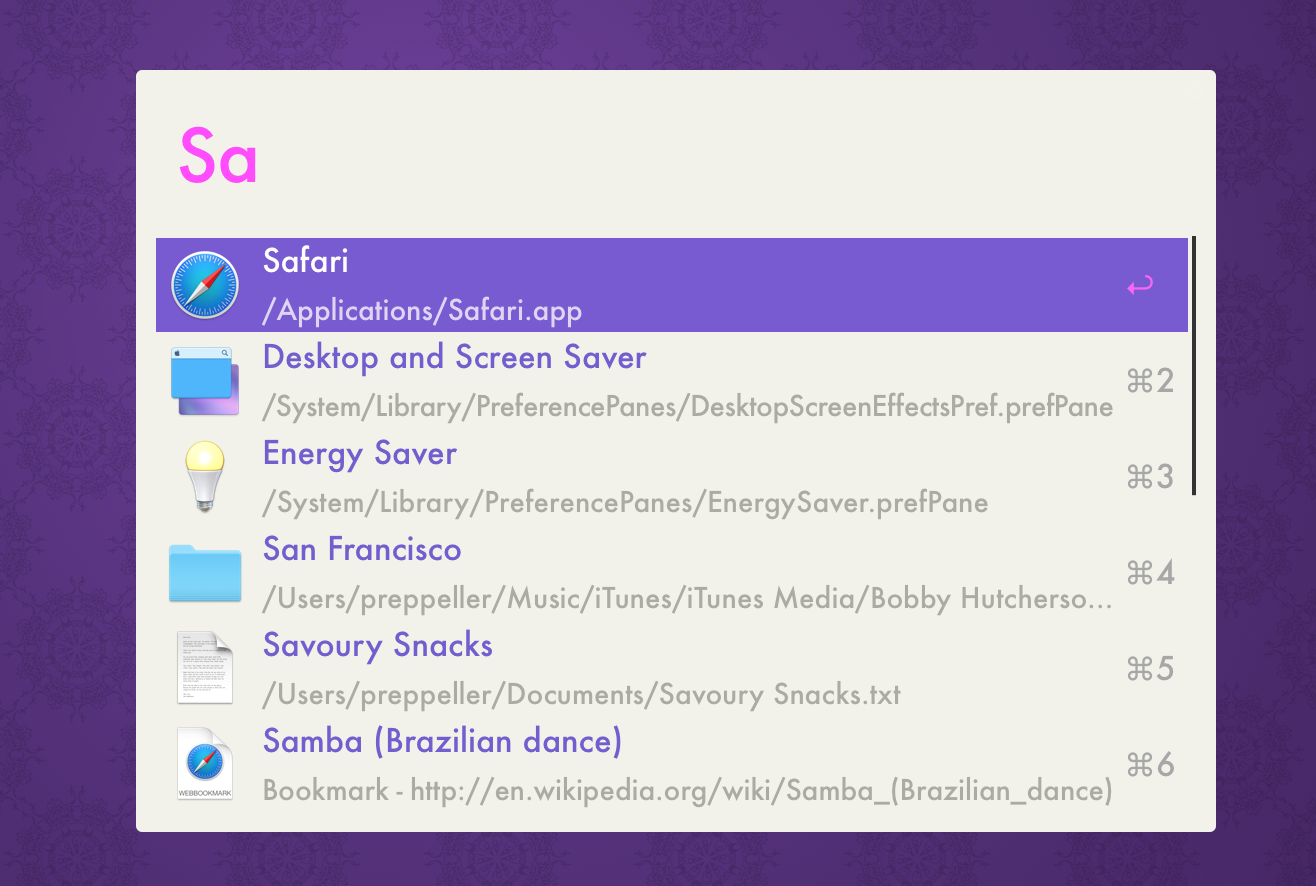 Sa
Safari
/Applications/Safari.app
Desktop and Screen Saver
/System/Library/PreferencePanes/DesktopScreenEffectsPref.prefPane
⌘2
Energy Saver
/System/Library/PreferencePanes/EnergySaver.prefPane
⌘3
San Francisco
/Users/preppeller/Music/iTunes/iTunes Media/Bobby Hutcherso...
⌘4
Savoury Snacks
/Users/preppeller/Documents/Savoury Snacks.txt
⌘5
Samba (Brazilian dance)
WEBBOOKMARK
Bookmark - http://en.wikipedia.org/wiki/Samba_(Brazilian_dance)
⌘6